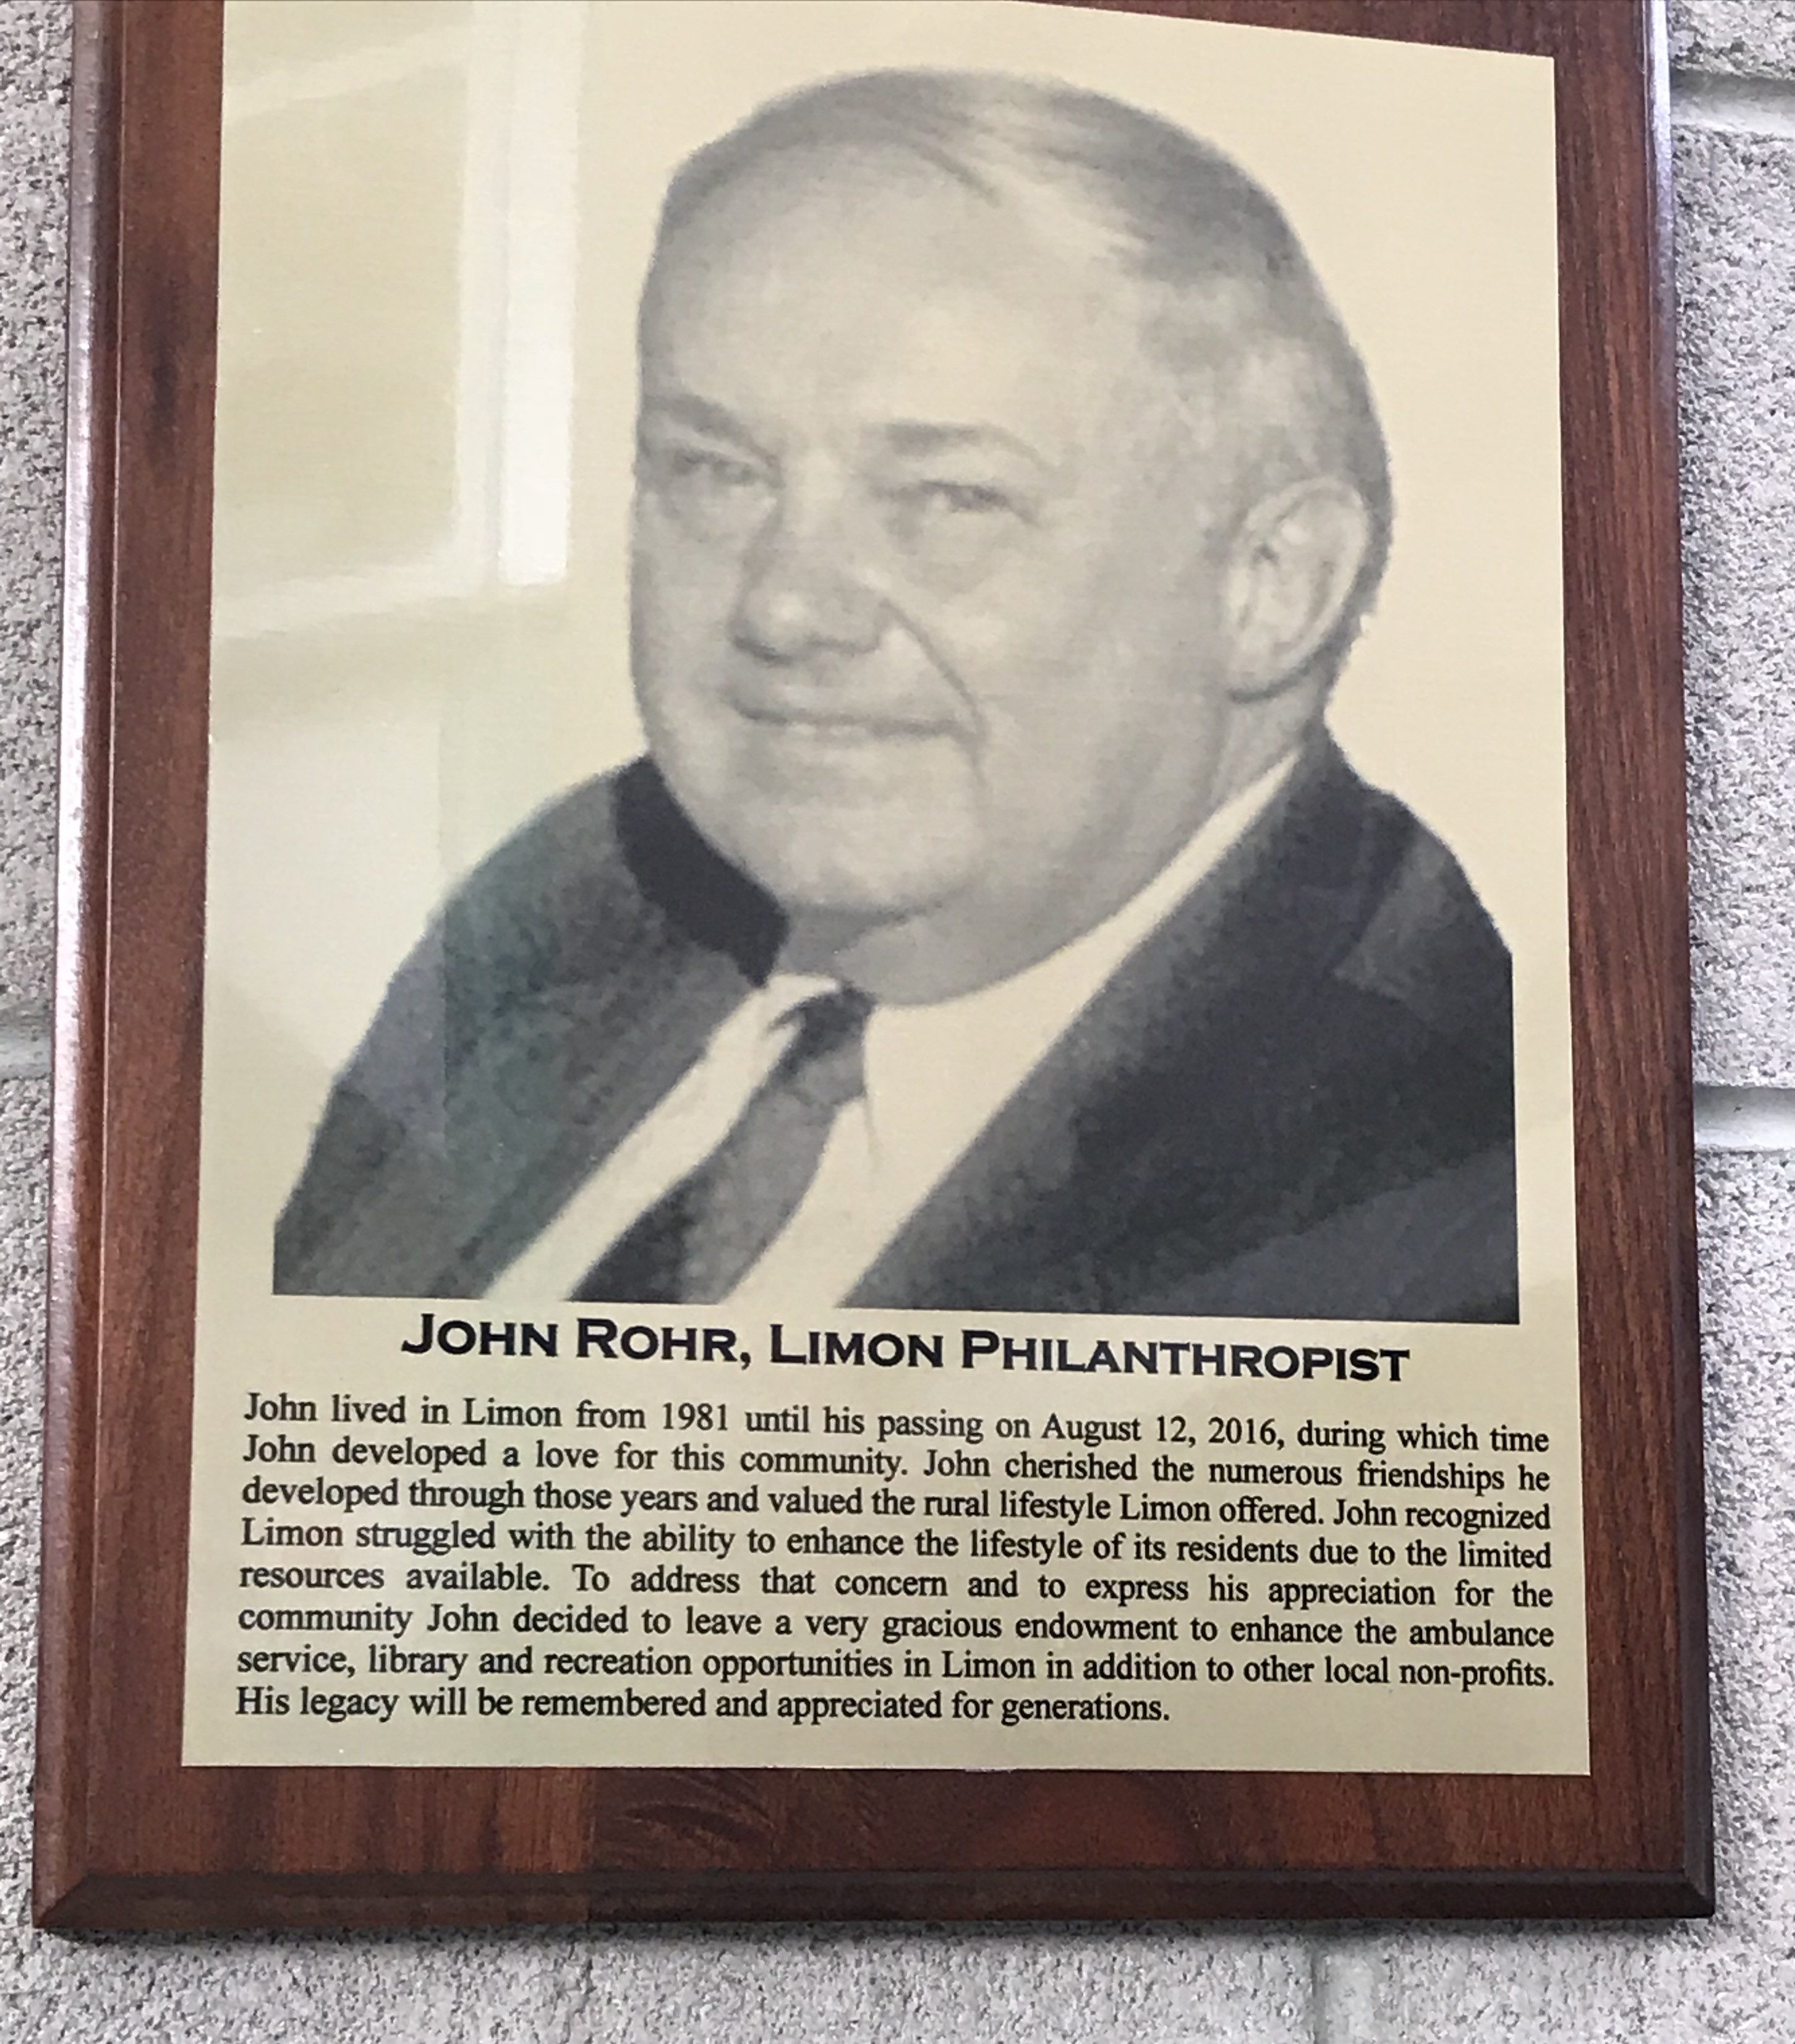 JOHN ROHR, LIMON PHILANTHROPIST
John lived in Limon from 1981 until his passing on August 12, 2016, during which time
John developed a love for this community. John cherished the numerous friendships he
developed through those years and valued the rural lifestyle Limon offered. John recognized
Limon struggled with the ability to enhance the lifestyle of its residents due to the limited
resources available. To address that concern and to express his appreciation for the
community John decided to leave a very gracious endowment to enhance the ambulance
service, library and recreation opportunities in Limon in addition to other local non-profits.
His legacy will be remembered and appreciated for generations.